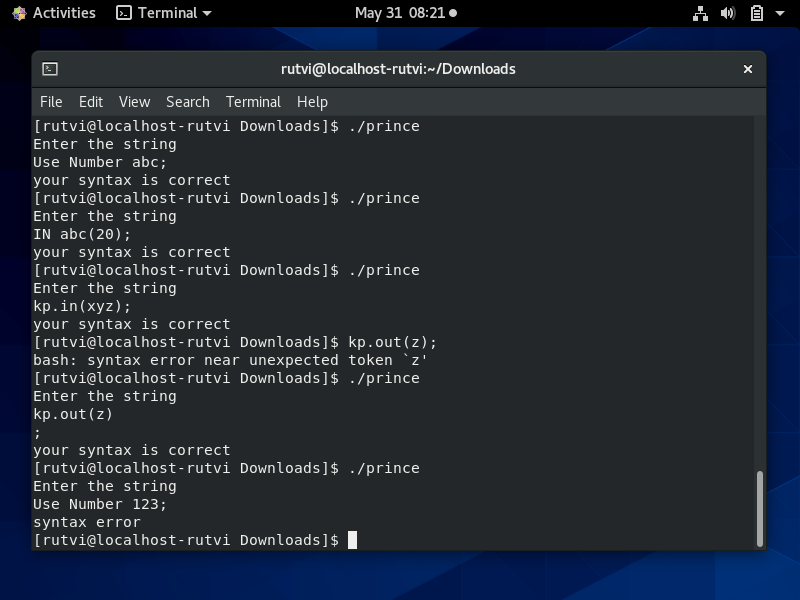 Activities Terminal May 31 08:21
rutvi@localhost-rutvi:~/Downloads
File Edit View Search Terminal Help
[rutvi@localhost-rutvi Downloads]$ ./prince
Enter the string
Use Number abc;
your syntax is correct
[rutvi@localhost-rutvi Downloads]$ ./prince
Enter the string
IN abc(20);
your syntax is correct
[rutvi@localhost-rutvi Downloads]$ ./prince
Enter the string
kp.in(xyz);
your syntax is correct
[rutvi@localhost-rutvi Downloads]$ kp.out(z);
bash: syntax error near unexpected token `z'
[rutvi@localhost-rutvi Downloads]$ ./prince
Enter the string
kp.out(z)
;
your syntax is correct
[rutvi@localhost-rutvi Downloads]$ ./prince
Enter the string
Use Number 123;
syntax error
[rutvi@localhost-rutvi Downloads]$